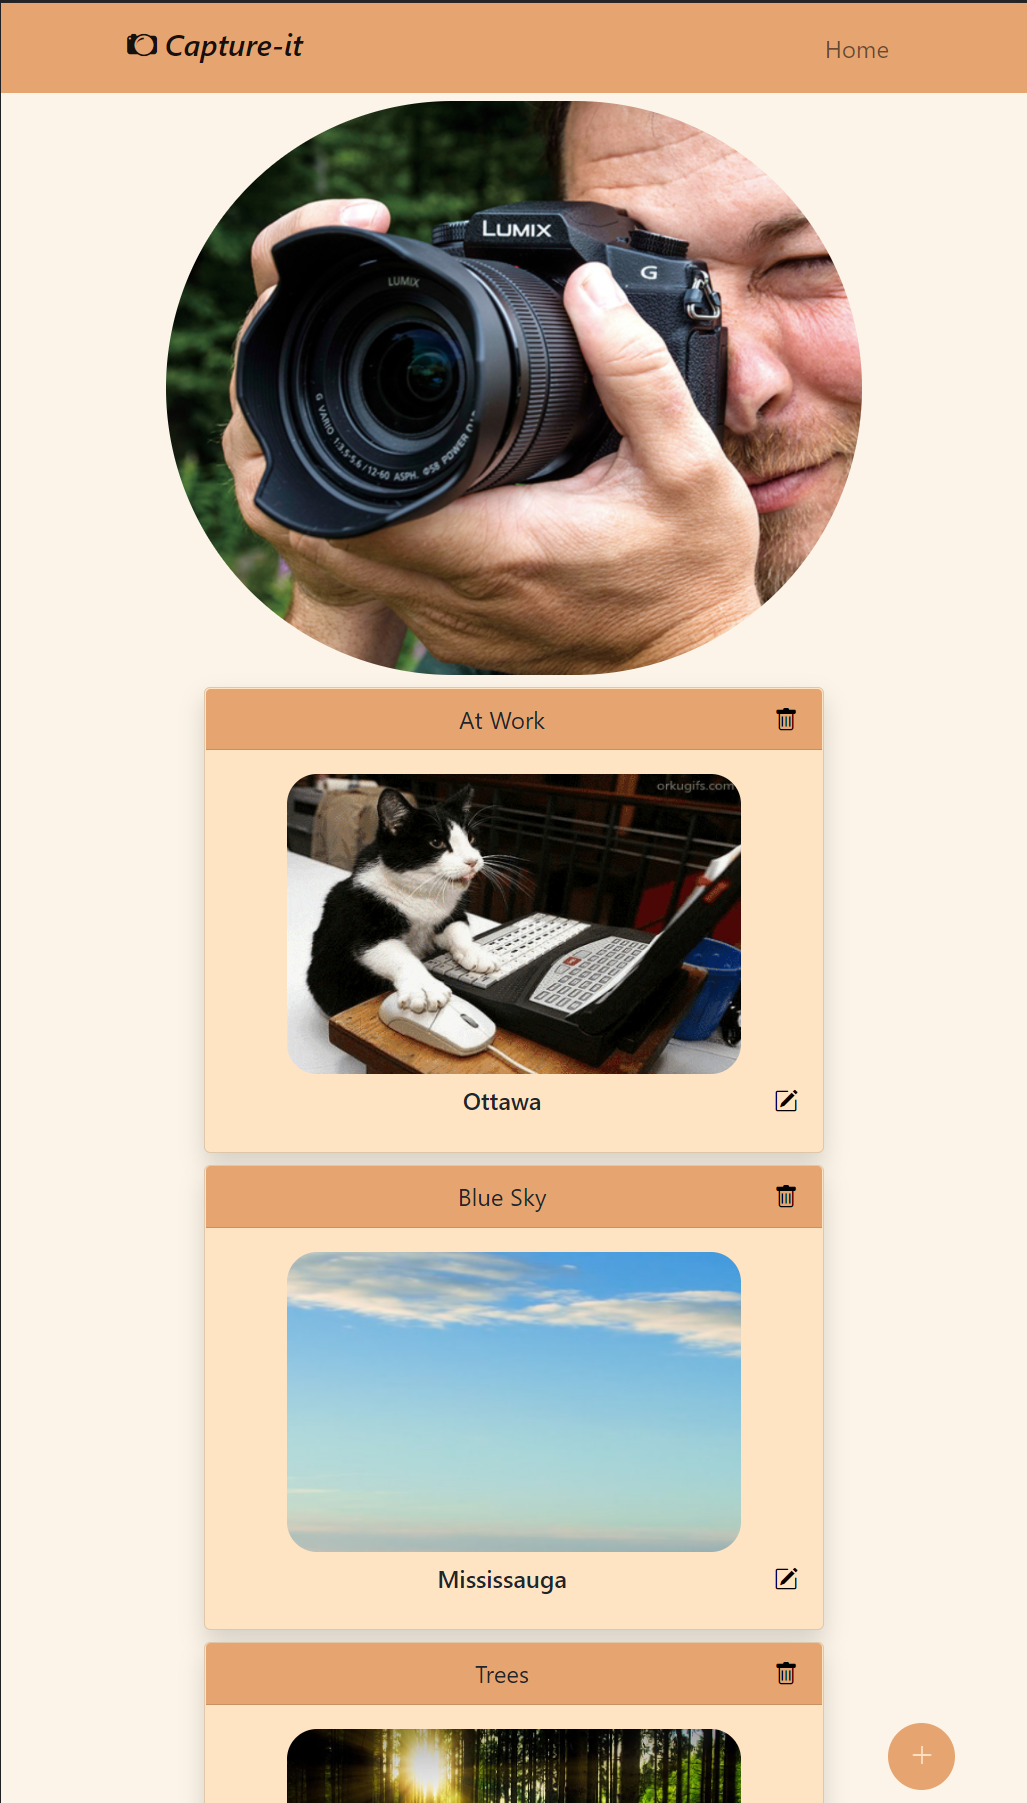 Capture-it
Home
LUMIX
G
LUMIX
G VARIO 1:3.5-5.6 / 12-60 ASPH. Ø58 POWER O.I.S
At Work
orkugifs.com
Ottawa
Blue Sky
Mississauga
Trees
+